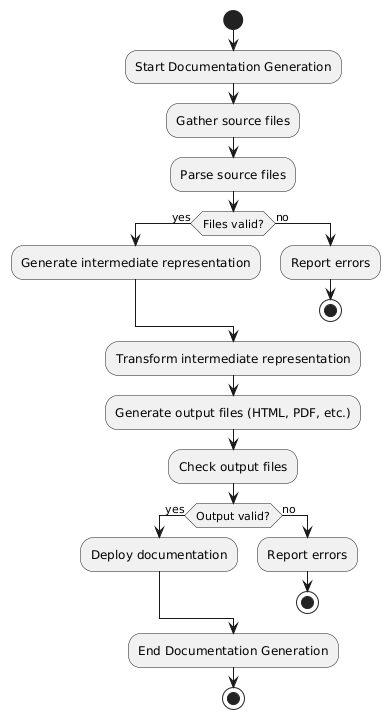 Start Documentation Generation
Gather source files
Parse source files
yes
Files valid?
no
Generate intermediate representation
Report errors
Transform intermediate representation
Generate output files (HTML, PDF, etc.)
Check output files
yes
Output valid?
no
Deploy documentation
Report errors
End Documentation Generation